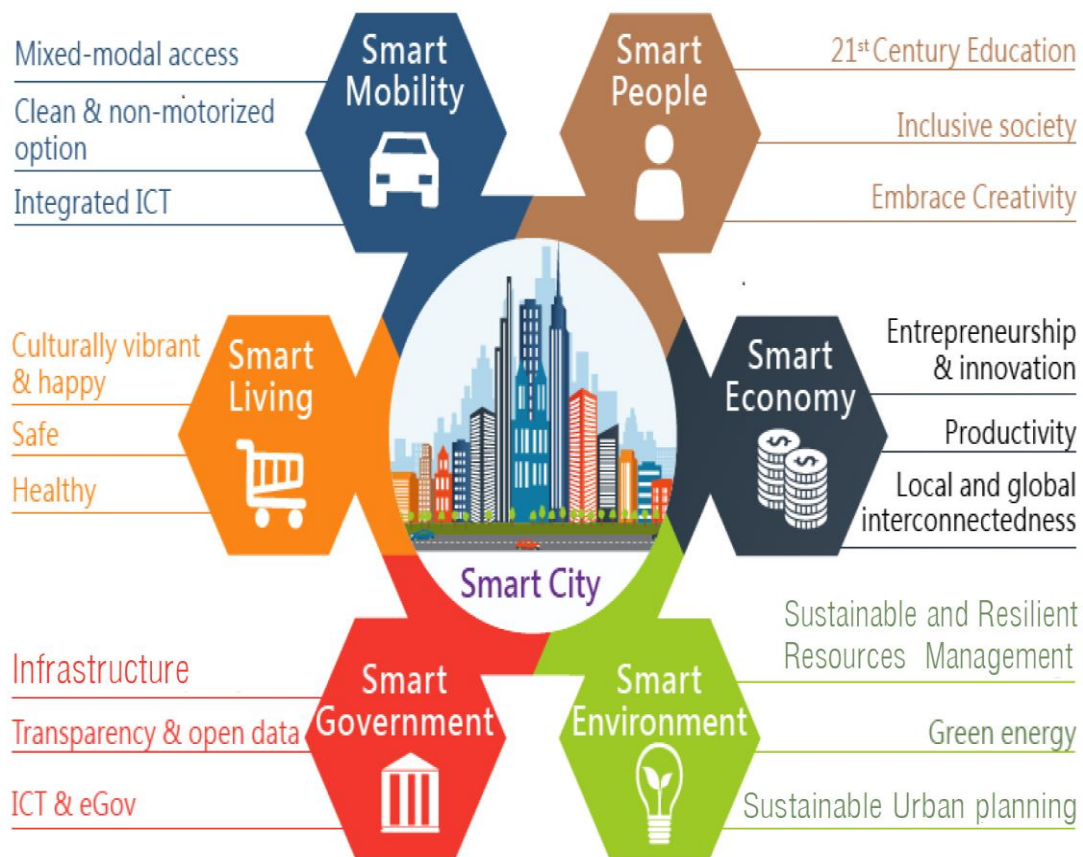 Mixed-modal access
Clean & non-motorized
option
Integrated ICT
Smart
Mobility
Smart
People
21st Century Education
Inclusive society
Embrace Creativity
Culturally vibrant
& happy
Safe
Healthy
Smart
Living
Smart
Economy
Entrepreneurship
& innovation
Productivity
Local and global
interconnectedness
Smart City
Infrastructure
Transparency & open data
ICT & eGov
Smart
Government
Smart
Environment
Sustainable and Resilient
Resources Management
Green energy
Sustainable Urban planning